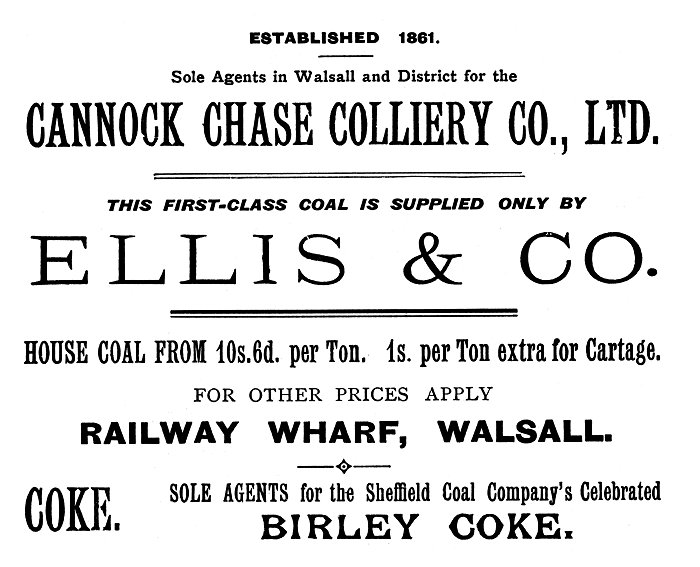 ESTABLISHED 1861.
Sole Agents in Walsall and District for the
CANNOCK CHASE COLLIERY CO., LTD.
THIS FIRST-CLASS COAL IS SUPPLIED ONLY BY
ELLIS & CO.
HOUSE COAL FROM 10s.6d. per Ton. 1s. per Ton extra for Cartage.
FOR OTHER PRICES APPLY
RAILWAY WHARF, WALSALL.
COKE.
SOLE AGENTS for the Sheffield Coal Company's Celebrated
BIRLEY COKE.